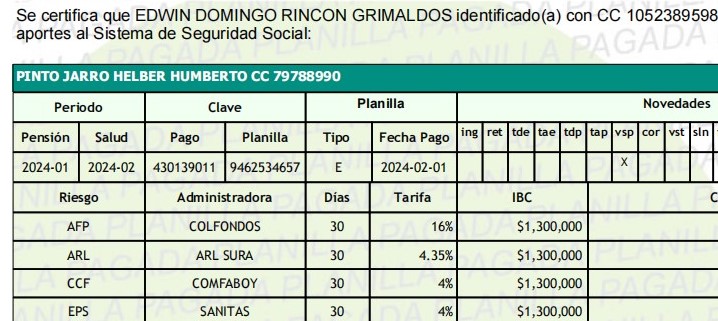 Se certifica que EDWIN DOMINGO RINCON GRIMALDOS identificado(a) con CC 1052389598
aportes al Sistema de Seguridad Social:
PINTO JARRO HELBER HUMBERTO CC 79788990
Periodo Clave Planilla Novedades
Pensión Salud Pago Planilla Tipo Fecha Pago ing ret tde tae tdp tap vsp cor vst sln
2024-01 2024-02 430139011 9462534657 E 2024-02-01 X
Riesgo Administradora Dias Tarifa IBC C
AFP COLFONDOS 30 16% $1,300,000
ARL ARL SURA 30 4.35% $1,300,000
CCF COMFABOY 30 4% $1,300,000
EPS SANITAS 30 4% $1,300,000